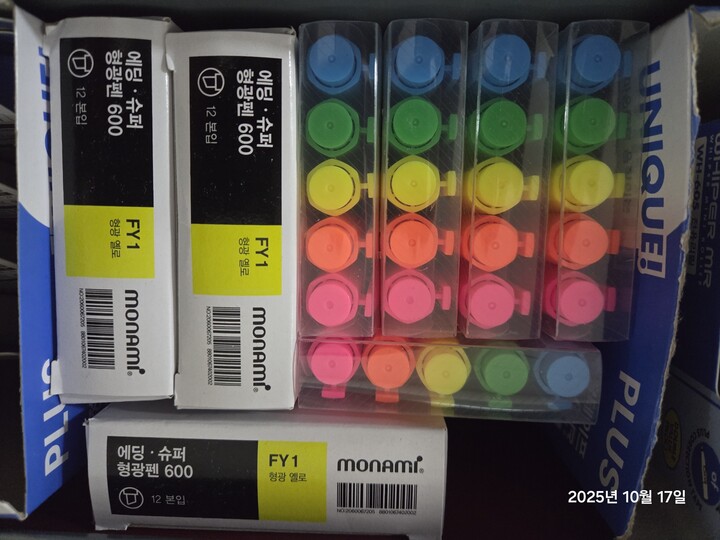 에딩·슈퍼
형광펜 600
12 본입
FY1
형광 옐로
monami
에딩·슈퍼
형광펜 600
12 본입
FY1
형광 옐로
monami
에딩·슈퍼
형광펜 600
12 본입
FY1
형광 옐로
monami
UNIQUE!
PLUS
PLUS
2025년 10월 17일